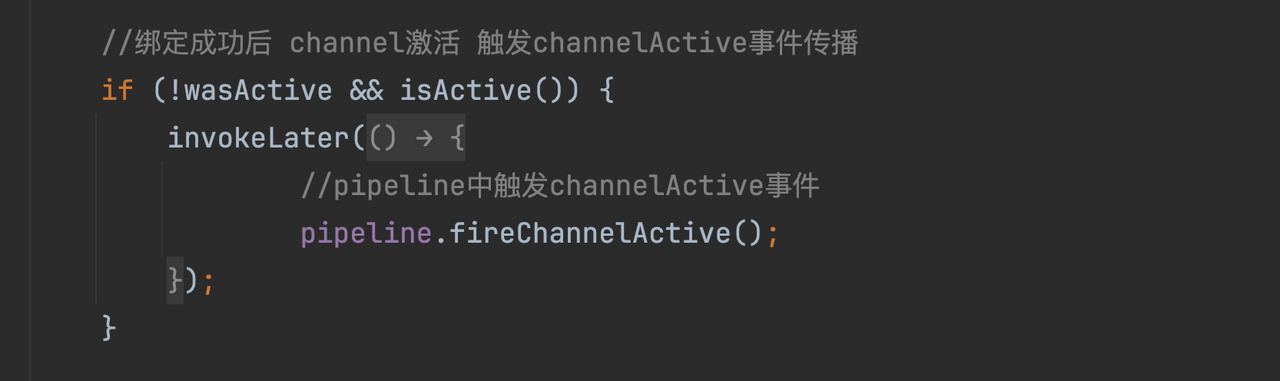 //绑定成功后 channel激活 触发channelActive事件传播
if (!wasActive && isActive()) {
invokeLater(() → {
//pipeline中触发channelActive事件
pipeline.fireChannelActive();
});
}